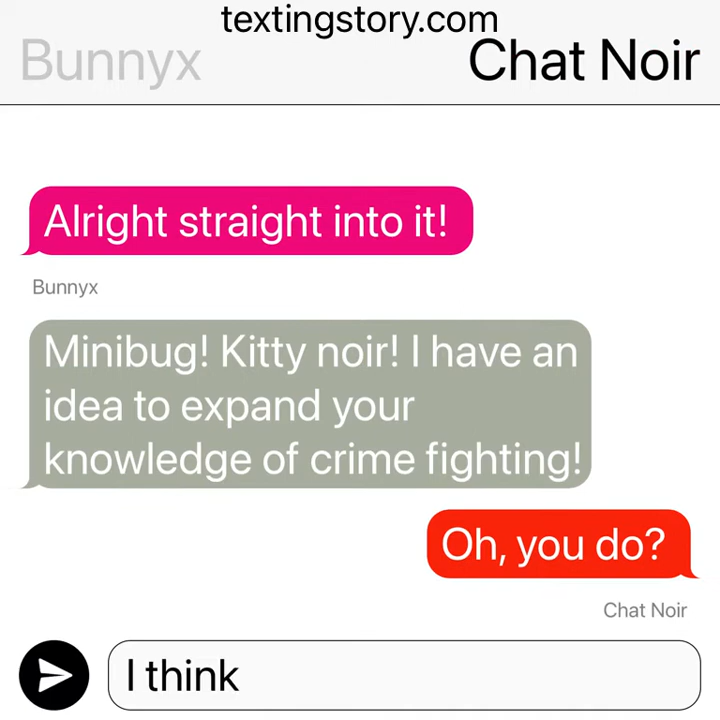 textingstory.com
Bunnyx
Chat Noir
Alright straight into it!
Bunnyx
Minibug! Kitty noir! I have an
idea to expand your
knowledge of crime fighting!
Oh, you do?
Chat Noir
I think